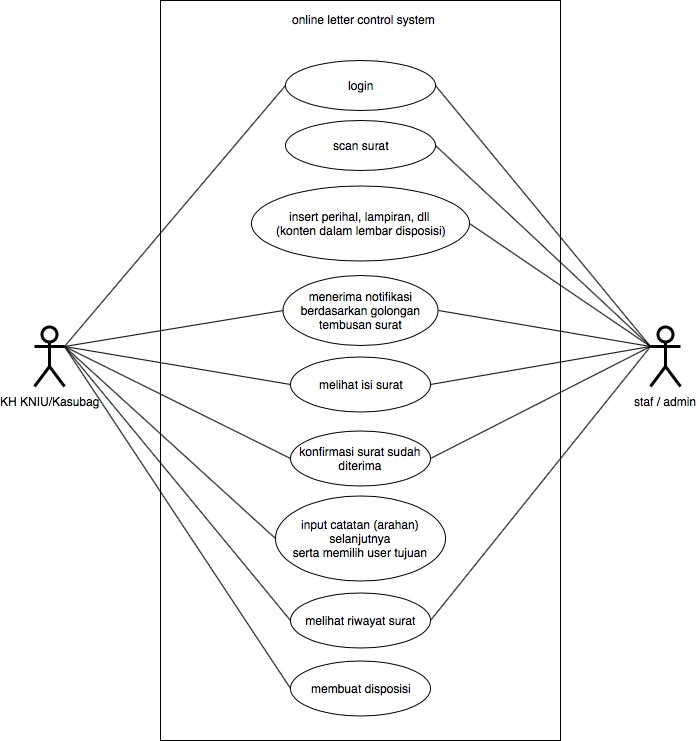 online letter control system
login
scan surat
insert perihal, lampiran, dll
(konten dalam lembar disposisi)
menerima notifikasi
berdasarkan golongan
tembusan surat
melihat isi surat
KH KNIU/Kasubag
staf / admin
konfirmasi surat sudah
diterima
input catatan (arahan)
selanjutnya
serta memilih user tujuan
melihat riwayat surat
membuat disposisi